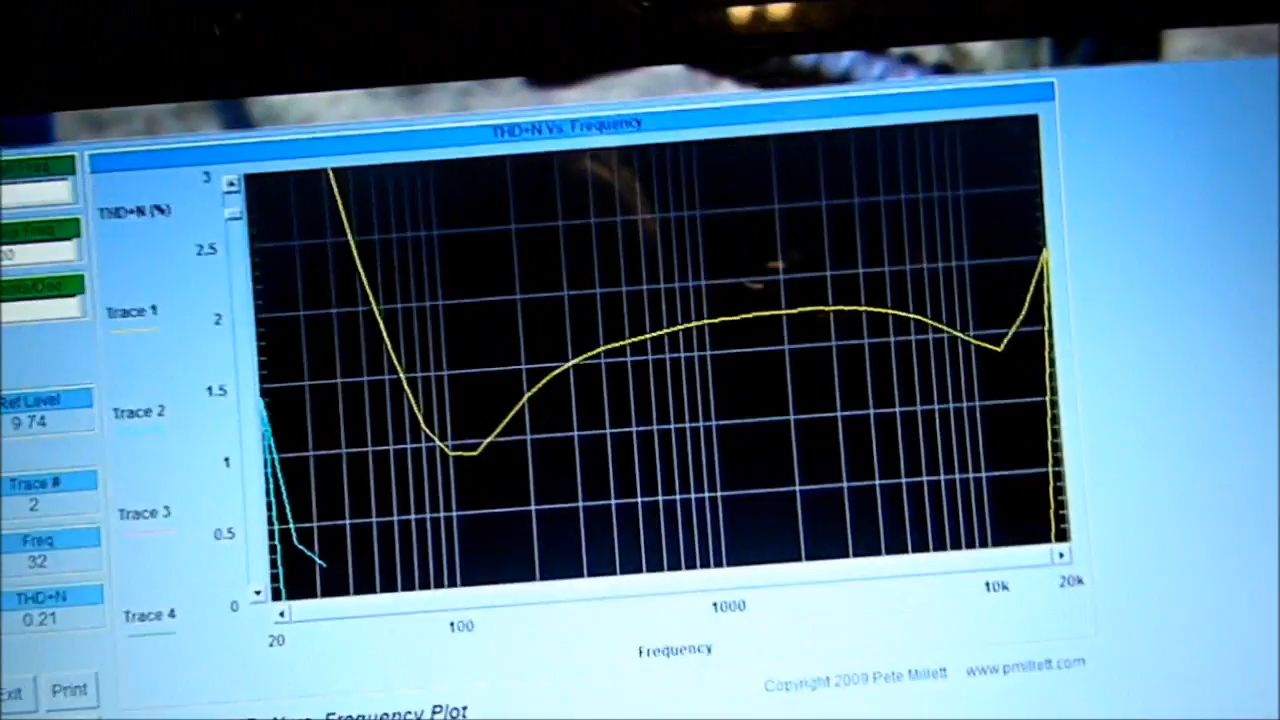 THD+N Vs Frequency
3
THD+N (%)
2.5
2
1.5
1
0.5
0
Trace 1
Trace 2
Trace 3
Trace 4
Ref Level
9.74
Trace #
2
Freq
32
THD+N
0.21
Exit
Print
20
100
1000
10k
20k
Frequency
Copyright 2009 Pete Millett www.pmillett.com
Frequency Plot